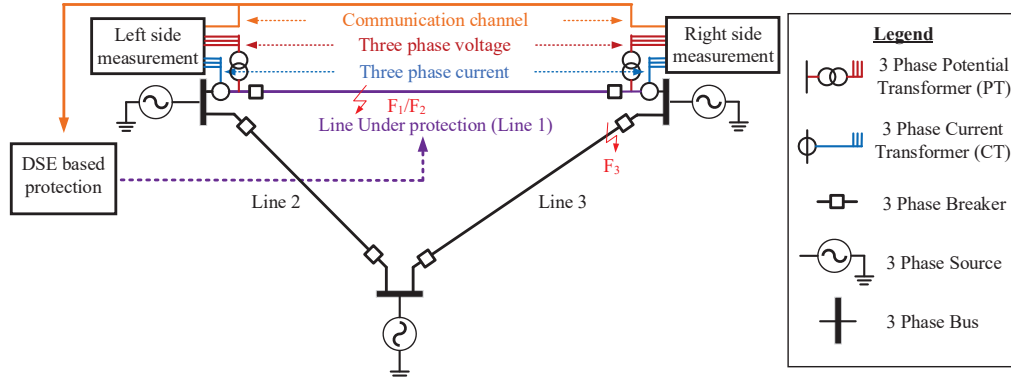 Left side
measurement
Communication channel
Three phase voltage
Three phase current
Right side
measurement
F₁/F₂
Line Under protection (Line 1)
F₃
DSE based
protection
Line 2
Line 3
Legend
3 Phase Potential
Transformer (PT)
3 Phase Current
Transformer (CT)
3 Phase Breaker
3 Phase Source
3 Phase Bus